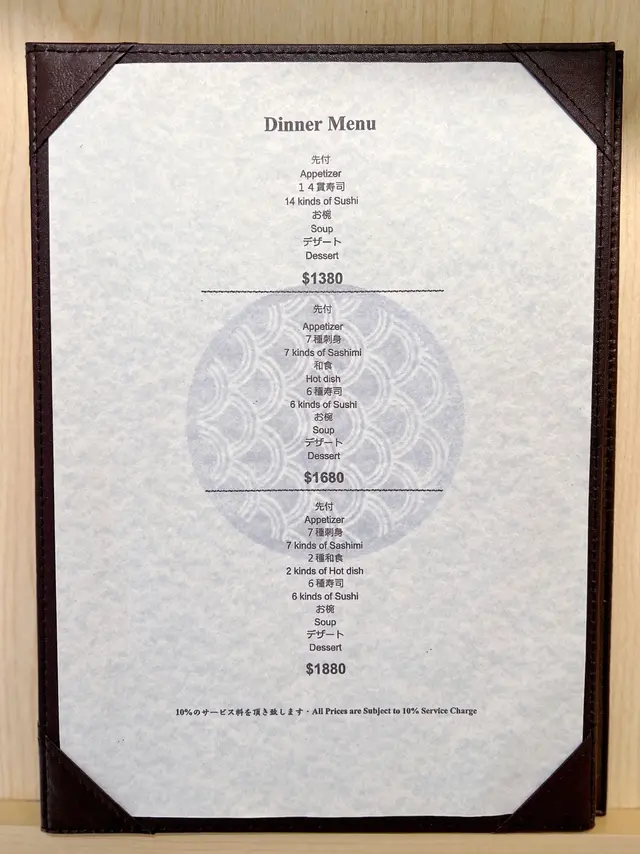 Dinner Menu
先付
Appetizer
１４貫寿司
14 kinds of Sushi
お椀
Soup
デザート
Dessert
$1380
先付
Appetizer
７種刺身
7 kinds of Sashimi
和食
Hot dish
６種寿司
6 kinds of Sushi
お椀
Soup
デザート
Dessert
$1680
先付
Appetizer
７種刺身
7 kinds of Sashimi
２種和食
2 kinds of Hot dish
６種寿司
6 kinds of Sushi
お椀
Soup
デザート
Dessert
$1880
10%のサービス料を頂き致します・All Prices are Subject to 10% Service Charge